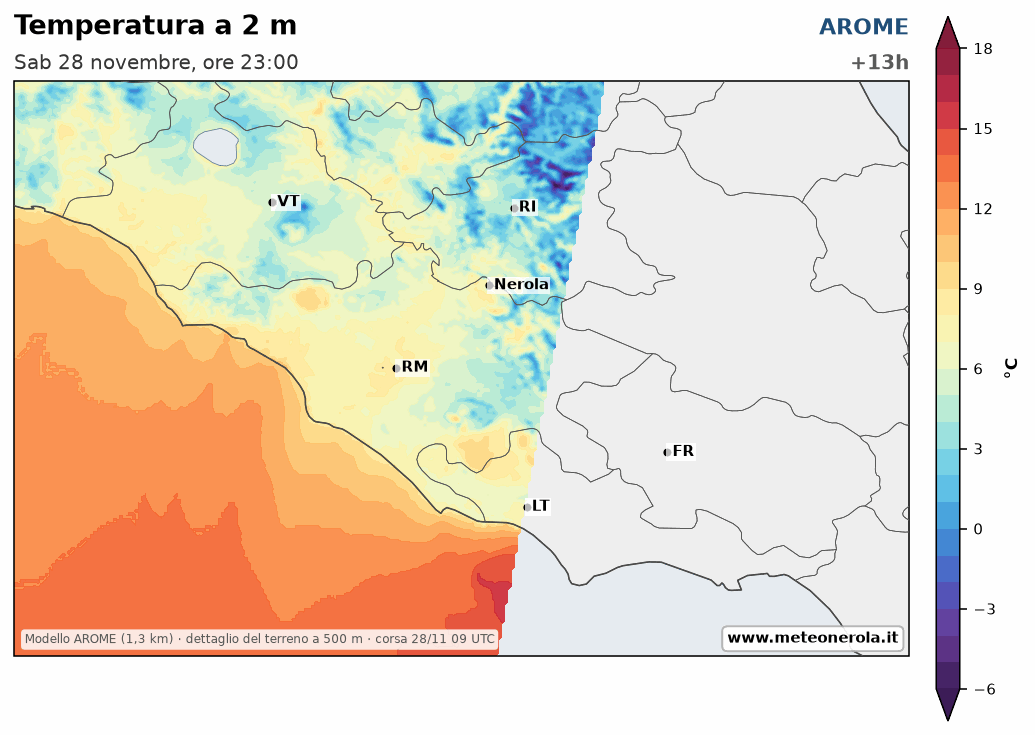 Temperatura a 2 m
AROME
Sab 28 novembre, ore 23:00
+13h
VT
RI
Nerola
RM
FR
LT
Modello AROME (1,3 km) · dettaglio del terreno a 500 m · corsa 28/11 09 UTC
www.meteonerola.it
18
15
12
9
6
3
0
−3
−6
°C